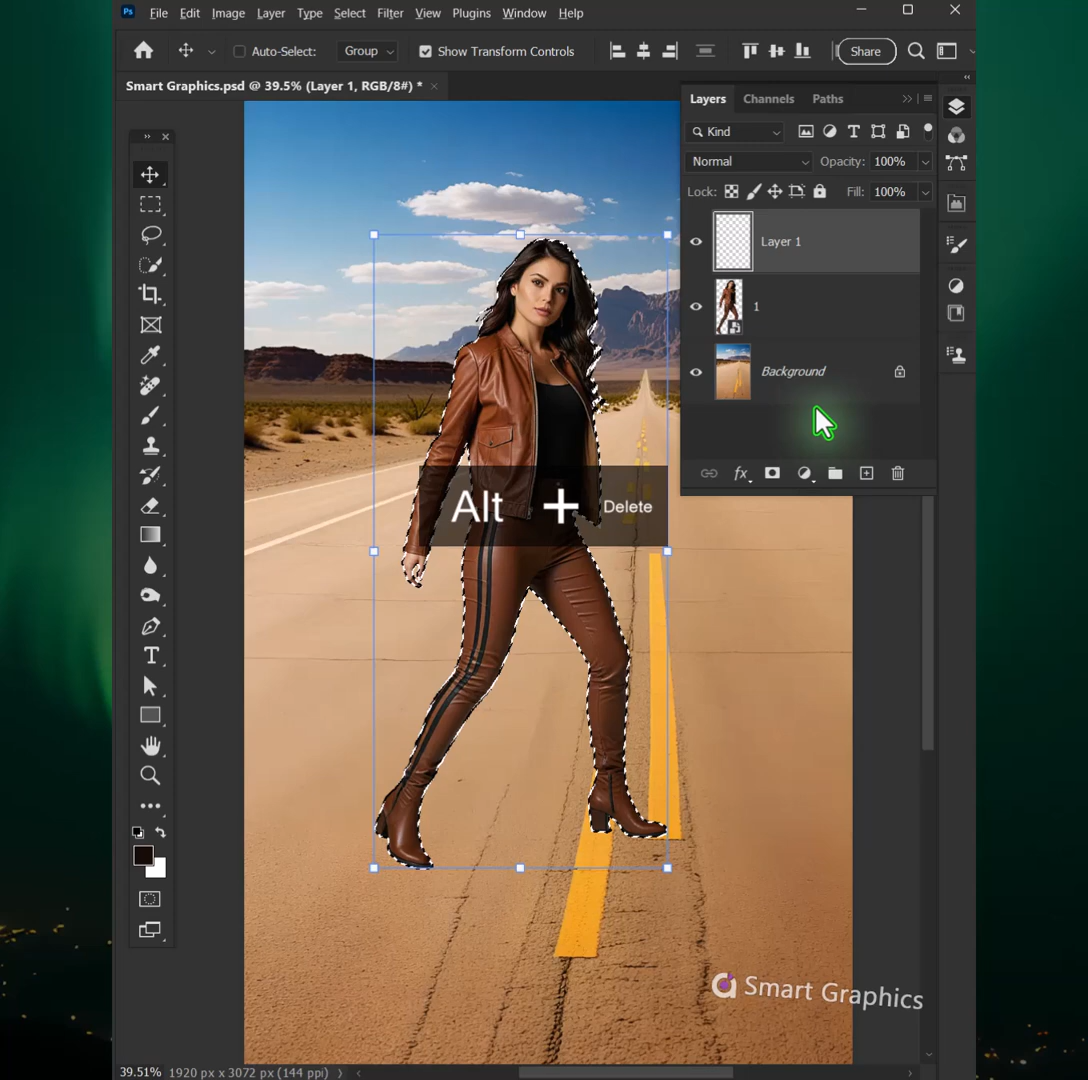 Ps File Edit Image Layer Type Select Filter View Plugins Window Help
Auto-Select: Group Show Transform Controls Share
Smart Graphics.psd @ 39.5% (Layer 1, RGB/8#) *
Layers Channels Paths
Kind
Normal Opacity: 100%
Lock: Fill: 100%
Layer 1
1
Background
fx
Alt + Delete
Smart Graphics
39.51% 1920 px x 3072 px (144 ppi)